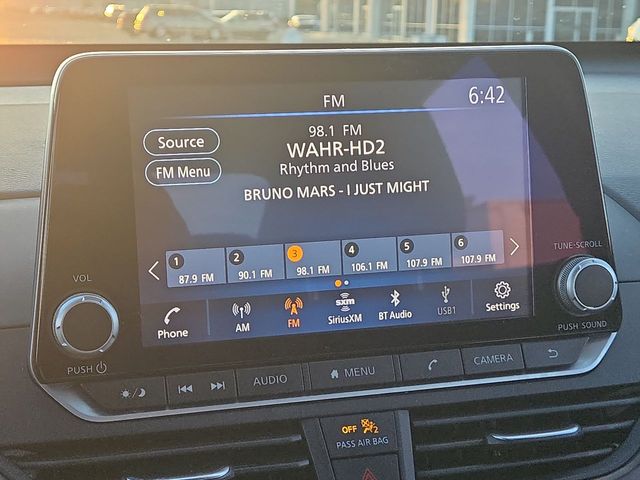 FM 6:42
Source
98.1 FM
WAHR-HD2
Rhythm and Blues
FM Menu
BRUNO MARS - I JUST MIGHT
1 2 3 4 5 6
87.9 FM 90.1 FM 98.1 FM 106.1 FM 107.9 FM 107.9 FM
Phone AM FM sxm SiriusXM BT Audio USB1 Settings
VOL
PUSH
TUNE·SCROLL
PUSH SOUND
AUDIO MENU CAMERA
OFF 2
PASS AIR BAG